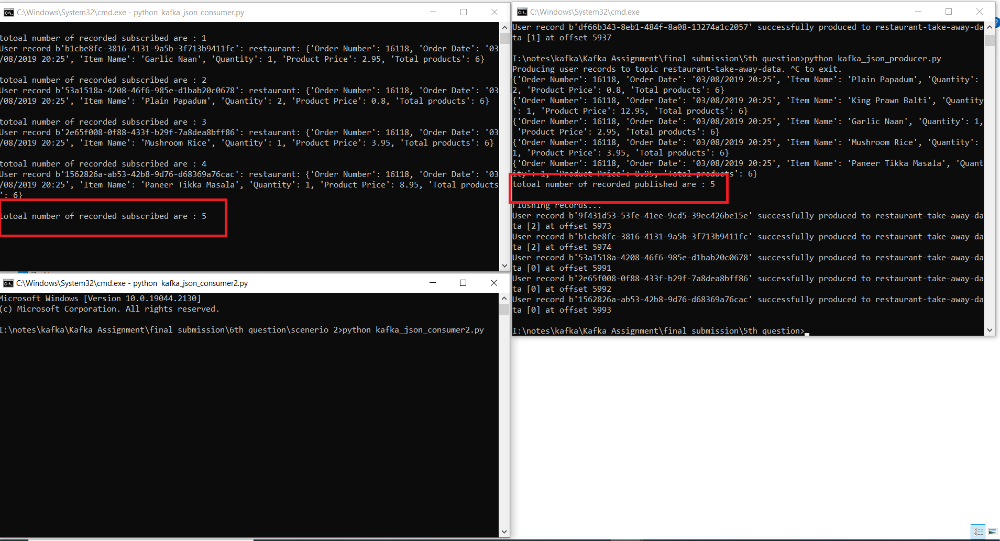 C:\Windows\System32\cmd.exe - python  kafka_json_consumer.py
totoal number of recorded subscribed are : 1
User record b'b1cbe8fc-3816-4131-9a5b-3f713b9411fc': restaurant: {'Order Number': 16118, 'Order Date': '03
/08/2019 20:25', 'Item Name': 'Garlic Naan', 'Quantity': 1, 'Product Price': 2.95, 'Total products': 6}
totoal number of recorded subscribed are : 2
User record b'53a1518a-4208-46f6-985e-d1bab20c0678': restaurant: {'Order Number': 16118, 'Order Date': '03
/08/2019 20:25', 'Item Name': 'Plain Papadum', 'Quantity': 2, 'Product Price': 0.8, 'Total products': 6}
totoal number of recorded subscribed are : 3
User record b'2e65f008-0f88-433f-b29f-7a8dea8bff86': restaurant: {'Order Number': 16118, 'Order Date': '03
/08/2019 20:25', 'Item Name': 'Mushroom Rice', 'Quantity': 1, 'Product Price': 3.95, 'Total products': 6}
totoal number of recorded subscribed are : 4
User record b'1562826a-ab53-42b8-9d76-d68369a76cac': restaurant: {'Order Number': 16118, 'Order Date': '03
/08/2019 20:25', 'Item Name': 'Paneer Tikka Masala', 'Quantity': 1, 'Product Price': 8.95, 'Total products
': 6}
totoal number of recorded subscribed are : 5
C:\Windows\System32\cmd.exe - python  kafka_json_consumer2.py
Microsoft Windows [Version 10.0.19044.2130]
(c) Microsoft Corporation. All rights reserved.
I:\notes\kafka\Kafka Assignment\final submission\6th question\scenerio 2>python kafka_json_consumer2.py
C:\Windows\System32\cmd.exe
User record b'df66b343-8eb1-484f-8a08-13274a1c2057' successfully produced to restaurant-take-away-da
ta [1] at offset 5937
I:\notes\kafka\Kafka Assignment\final submission\5th question>python kafka_json_producer.py
Producing user records to topic restaurant-take-away-data. ^C to exit.
{'Order Number': 16118, 'Order Date': '03/08/2019 20:25', 'Item Name': 'Plain Papadum', 'Quantity':
2, 'Product Price': 0.8, 'Total products': 6}
{'Order Number': 16118, 'Order Date': '03/08/2019 20:25', 'Item Name': 'King Prawn Balti', 'Quantity
': 1, 'Product Price': 12.95, 'Total products': 6}
{'Order Number': 16118, 'Order Date': '03/08/2019 20:25', 'Item Name': 'Garlic Naan', 'Quantity': 1,
'Product Price': 2.95, 'Total products': 6}
{'Order Number': 16118, 'Order Date': '03/08/2019 20:25', 'Item Name': 'Mushroom Rice', 'Quantity':
1, 'Product Price': 3.95, 'Total products': 6}
{'Order Number': 16118, 'Order Date': '03/08/2019 20:25', 'Item Name': 'Paneer Tikka Masala', 'Quant
ity': 1, 'Product Price': 8.95, 'Total products': 6}
totoal number of recorded published are : 5
Flushing records...
User record b'9f431d53-53fe-41ee-9cd5-39ec426be15e' successfully produced to restaurant-take-away-da
ta [2] at offset 5973
User record b'b1cbe8fc-3816-4131-9a5b-3f713b9411fc' successfully produced to restaurant-take-away-da
ta [2] at offset 5974
User record b'53a1518a-4208-46f6-985e-d1bab20c0678' successfully produced to restaurant-take-away-da
ta [0] at offset 5991
User record b'2e65f008-0f88-433f-b29f-7a8dea8bff86' successfully produced to restaurant-take-away-da
ta [0] at offset 5992
User record b'1562826a-ab53-42b8-9d76-d68369a76cac' successfully produced to restaurant-take-away-da
ta [0] at offset 5993
I:\notes\kafka\Kafka Assignment\final submission\5th question>